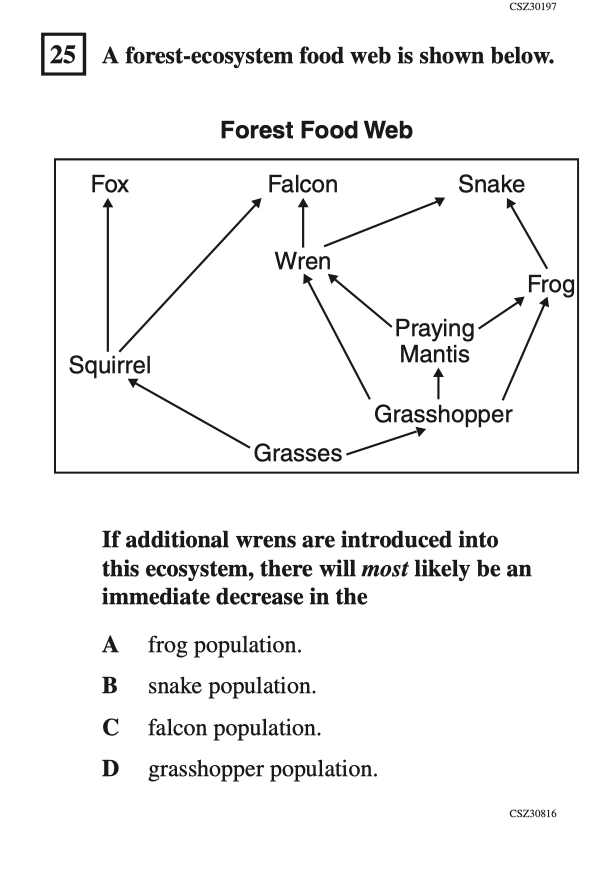 CSZ30197
25 A forest-ecosystem food web is shown below.
Forest Food Web
Fox Falcon Snake
Wren
Frog
Praying
Mantis
Squirrel
Grasshopper
Grasses
If additional wrens are introduced into
this ecosystem, there will most likely be an
immediate decrease in the
A frog population.
B snake population.
C falcon population.
D grasshopper population.
CSZ30816